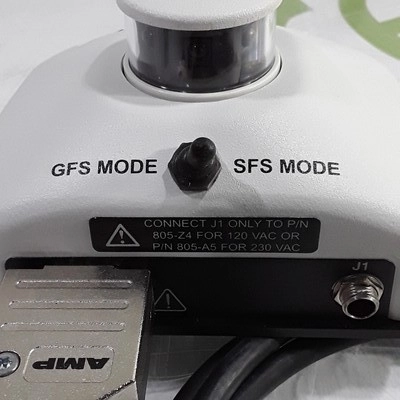 GFS MODE SFS MODE
CONNECT J1 ONLY TO P/N
805-Z4 FOR 120 VAC OR
P/N 805-A5 FOR 230 VAC
J1
AMP